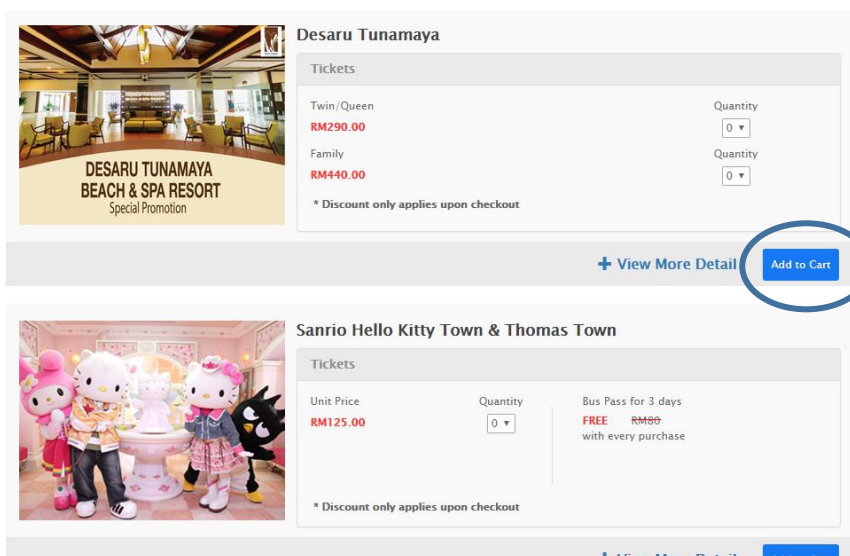 Desaru Tunamaya
Tickets
Twin/Queen Quantity
RM290.00 0
Family Quantity
RM440.00 0
* Discount only applies upon checkout
DESARU TUNAMAYA
BEACH & SPA RESORT
Special Promotion
+ View More Detail Add to Cart
Sanrio Hello Kitty Town & Thomas Town
Tickets
Unit Price Quantity Bus Pass for 3 days
RM125.00 0 FREE RM80
with every purchase
* Discount only applies upon checkout
+ View More Detail